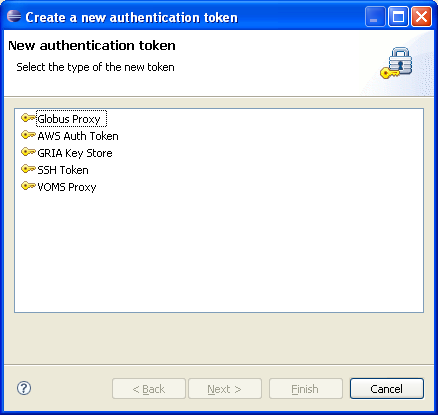 Create a new authentication token
New authentication token
Select the type of the new token
Globus Proxy
AWS Auth Token
GRIA Key Store
SSH Token
VOMS Proxy
?
< Back
Next >
Finish
Cancel